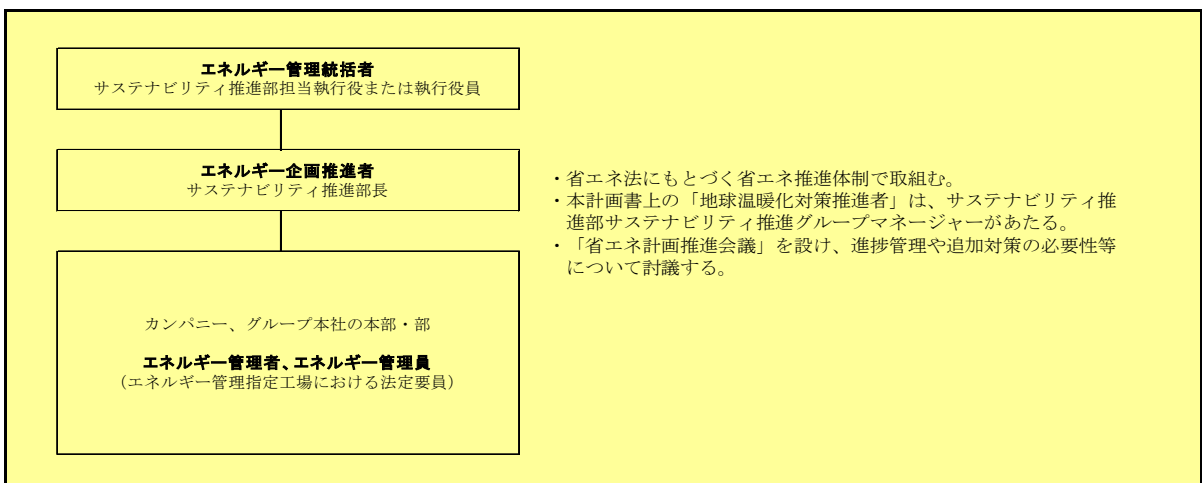 エネルギー管理統括者
サステナビリティ推進部担当執行役または執行役員
エネルギー企画推進者
サステナビリティ推進部長
・省エネ法にもとづく省エネ推進体制で取組む。
・本計画書上の「地球温暖化対策推進者」は、サステナビリティ推
進部サステナビリティ推進グループマネージャーがあたる。
・「省エネ計画推進会議」を設け、進捗管理や追加対策の必要性等
について討議する。
カンパニー、グループ本社の本部・部
エネルギー管理者、エネルギー管理員
（エネルギー管理指定工場における法定要員）